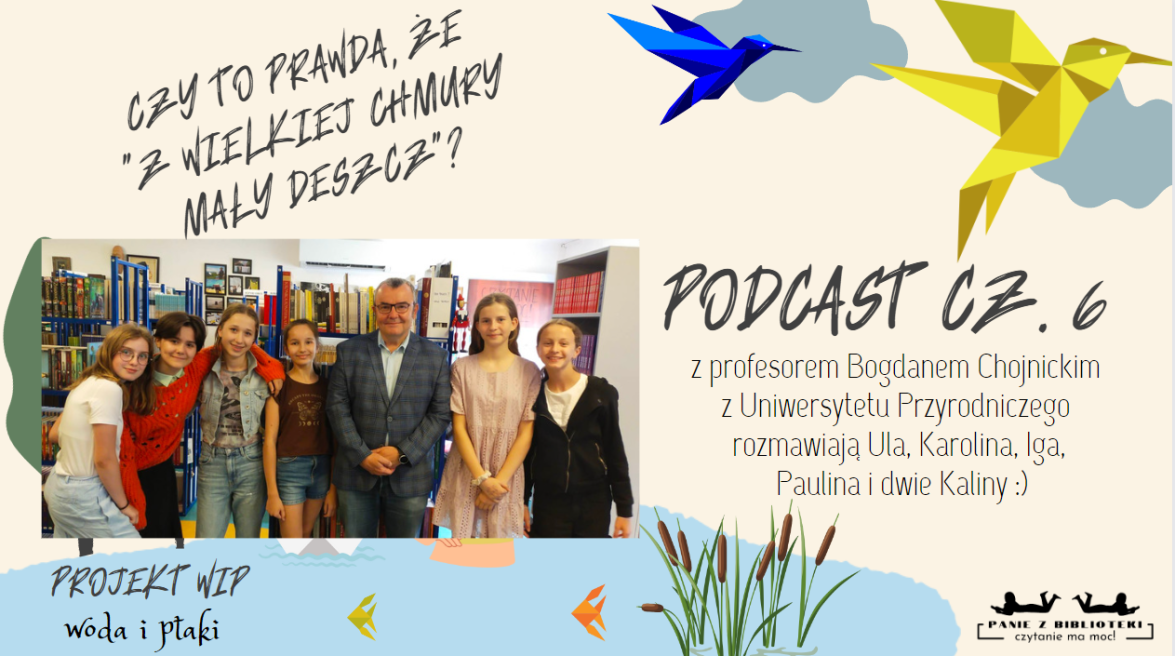 CZY TO PRAWDA, ŻE
"Z WIELKIEJ CHMURY
MAŁY DESZCZ"?
PODCAST CZ. 6
z profesorem Bogdanem Chojnickim
z Uniwersytetu Przyrodniczego
rozmawiają Ula, Karolina, Iga,
Paulina i dwie Kaliny :)
PROJEKT WIP
woda i ptaki
PANIE Z BIBLIOTEKI
czytanie ma moc!